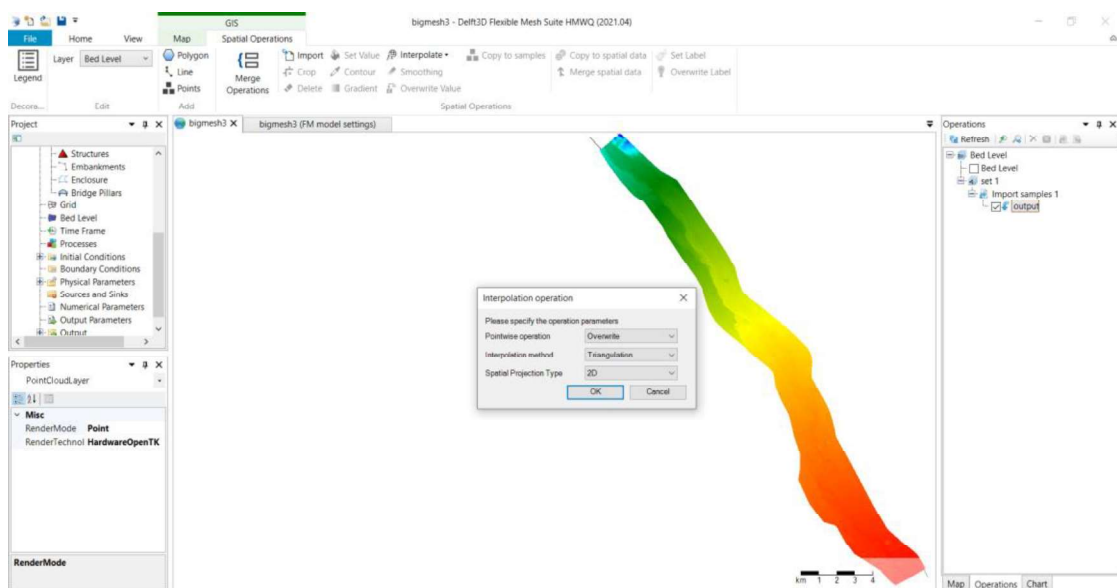 bigmesh3 - Delft3D Flexible Mesh Suite HMWQ (2021.04)
GIS
File Home View Map Spatial Operations
Legend
Layer Bed Level
Polygon
Line
Points
Merge Operations
Import Set Value Interpolate Copy to samples Copy to spatial data Set Label
Crop Contour Smoothing Merge spatial data Overwrite Label
Delete Gradient Overwrite Value
Decora... Edit Add Spatial Operations
Project
bigmesh3 X bigmesh3 (FM model settings)
Structures
Embankments
Enclosure
Bridge Pillars
Grid
Bed Level
Time Frame
Processes
Initial Conditions
Boundary Conditions
Physical Parameters
Sources and Sinks
Numerical Parameters
Output Parameters
Output
Properties
PointCloudLayer
Misc
RenderMode Point
RenderTechnol HardwareOpenTK
RenderMode
Interpolation operation
Please specify the operation parameters
Pointwise operation Overwrite
Interpolation method Triangulation
Spatial Projection Type 2D
OK Cancel
km 1 2 3 4
Operations
Refresh
Bed Level
Bed Level
set 1
Import samples 1
output
Map Operations Chart